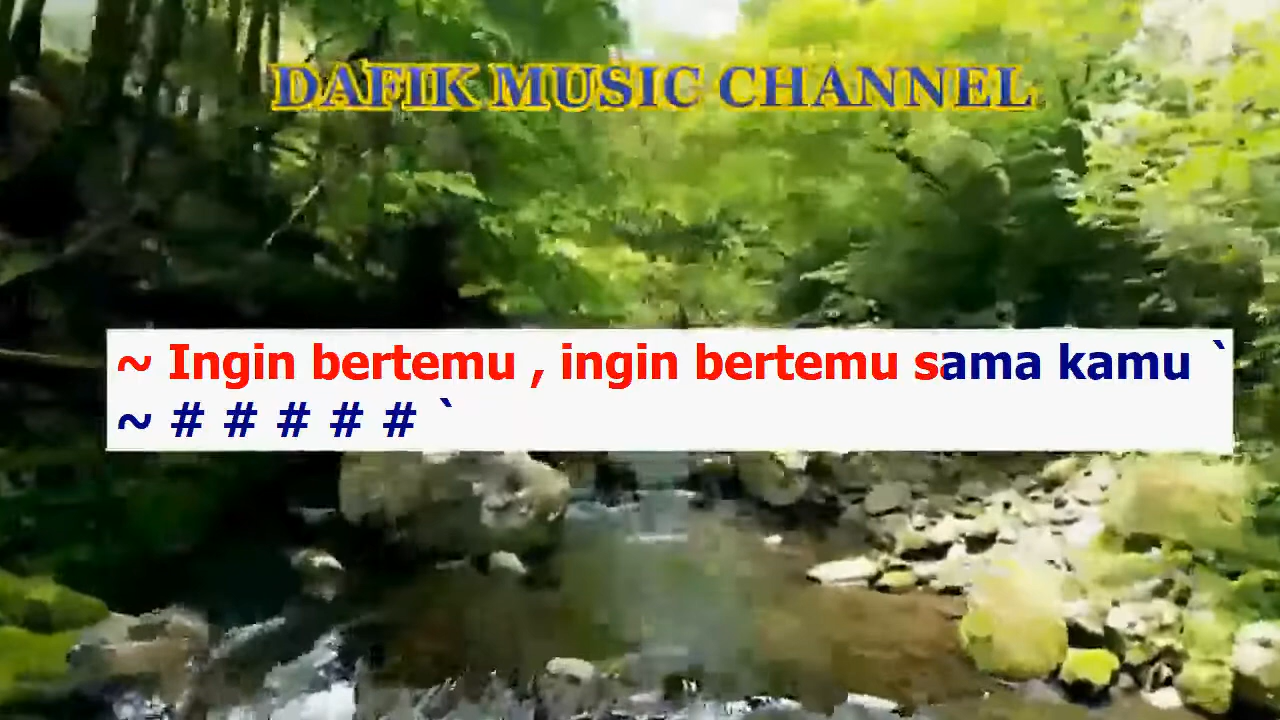 DAFIK MUSIC CHANNEL
~ Ingin bertemu , ingin bertemu sama kamu `
~ # # # # # `